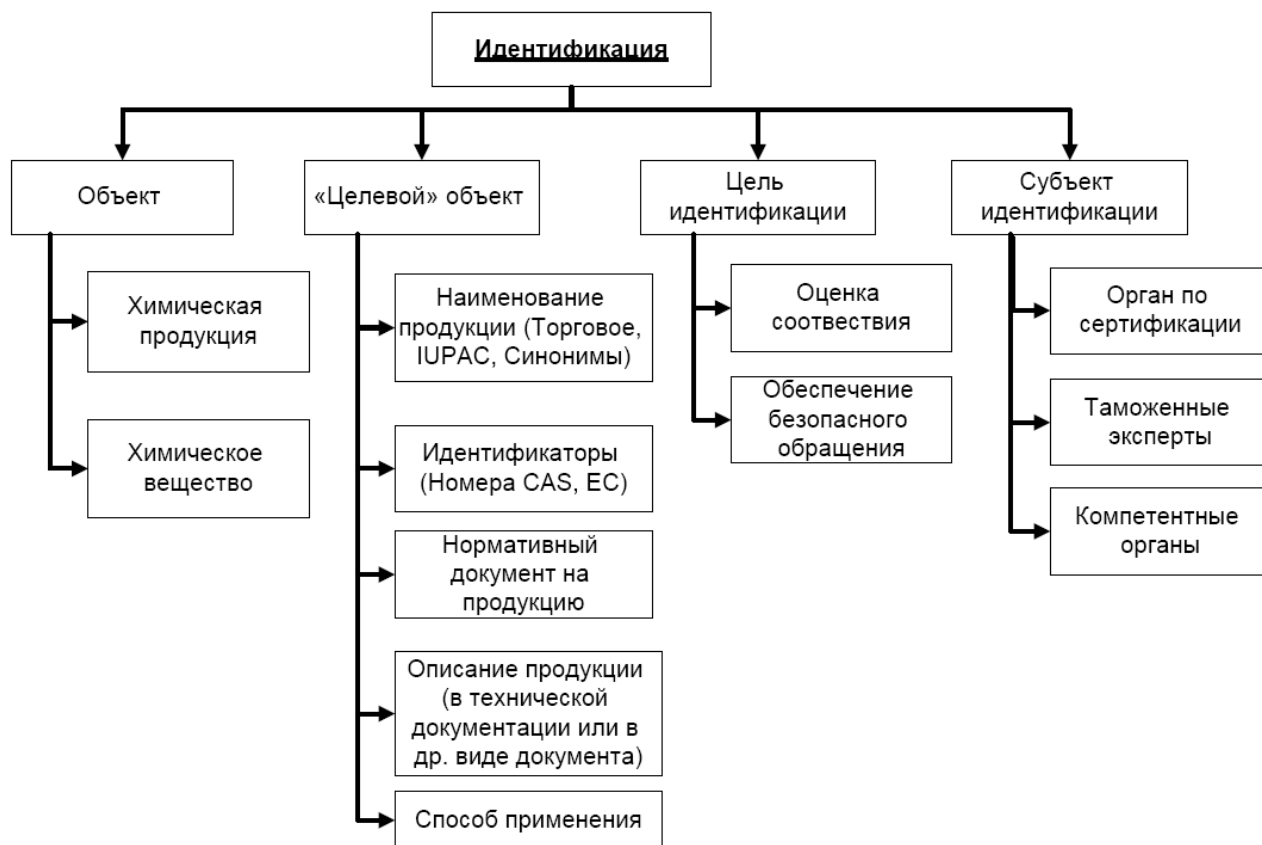 Идентификация
Объект
«Целевой» объект
Цель
идентификации
Субъект
идентификации
Химическая
продукция
Химическое
вещество
Наименование
продукции (Торговое,
IUPAC, Синонимы)
Идентификаторы
(Номера CAS, ЕС)
Нормативный
документ на
продукцию
Описание продукции
(в технической
документации или в
др. виде документа)
Способ применения
Оценка
соотвествия
Обеспечение
безопасного
обращения
Орган по
сертификации
Таможенные
эксперты
Компетентные
органы